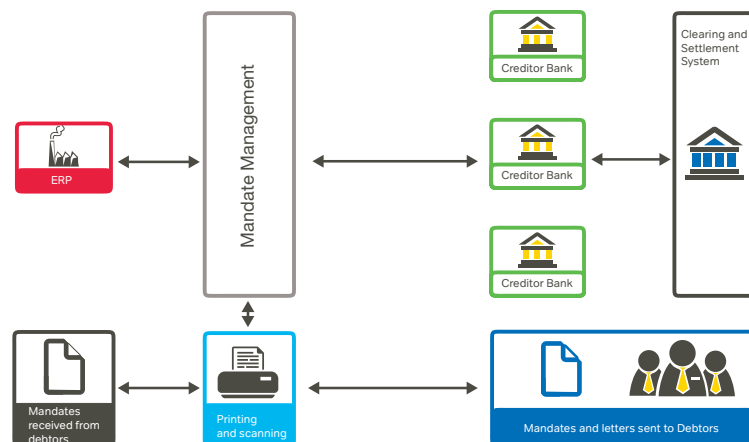 Clearing and
Settlement
System
Creditor Bank
Mandate Management
ERP
Creditor Bank
Creditor Bank
Mandates
received from
debtors
Printing
and scanning
Mandates and letters sent to Debtors